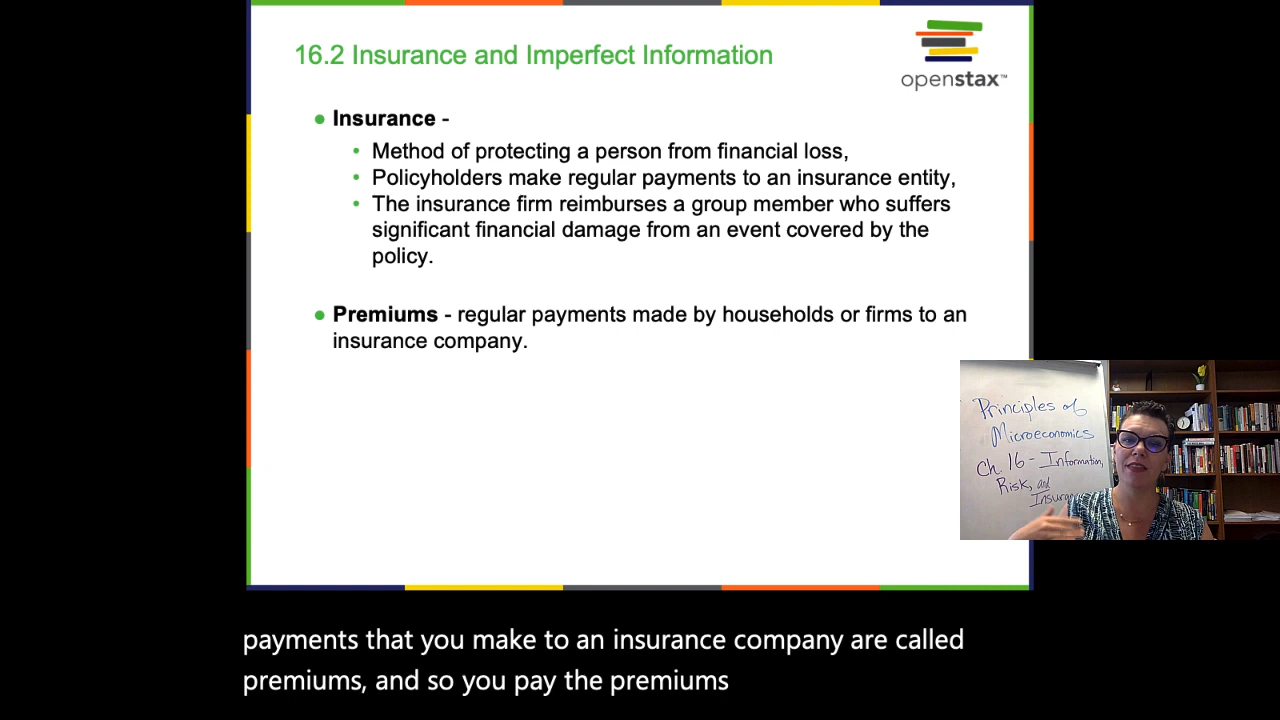 16.2 Insurance and Imperfect Information
openstax™
● Insurance -
• Method of protecting a person from financial loss,
• Policyholders make regular payments to an insurance entity,
• The insurance firm reimburses a group member who suffers
significant financial damage from an event covered by the
policy.
● Premiums - regular payments made by households or firms to an
insurance company.
Principles of
Microeconomics
Ch. 16 - Information,
Risk, and
payments that you make to an insurance company are called
premiums, and so you pay the premiums